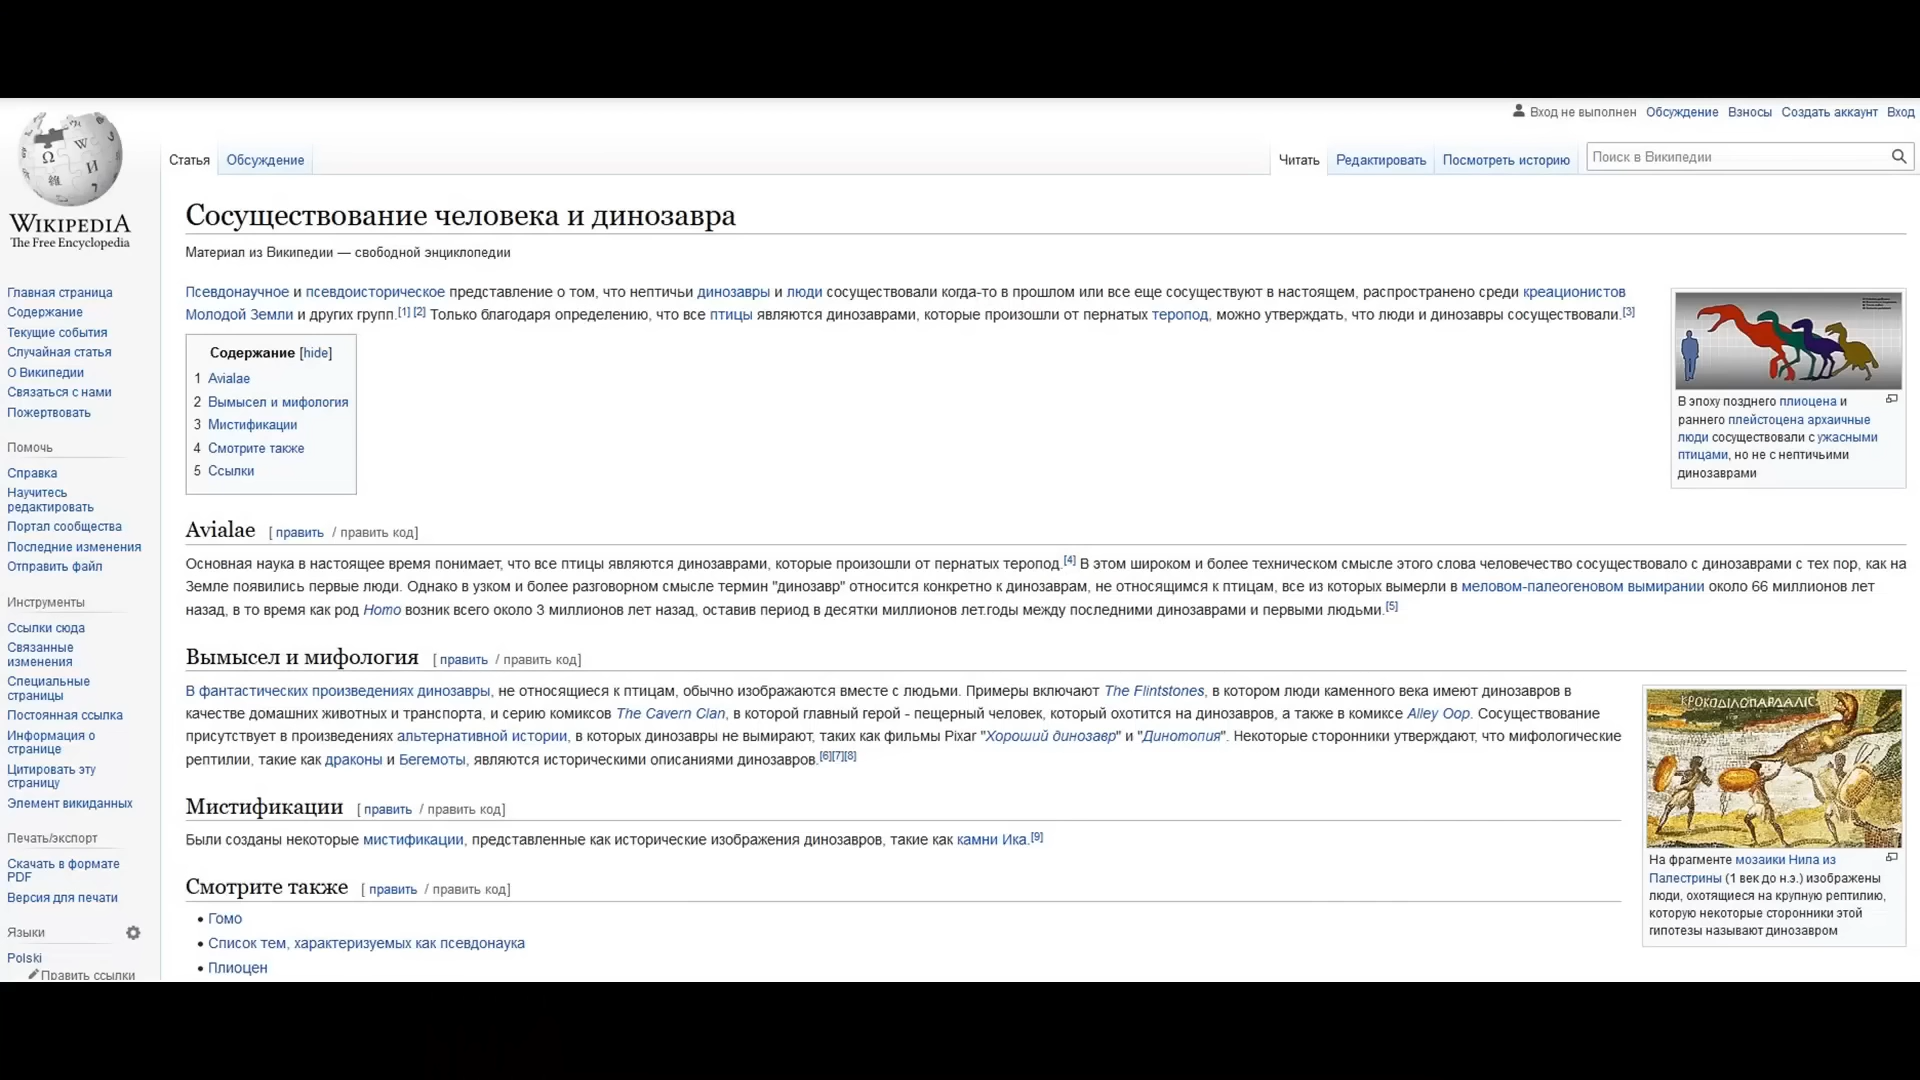 Вход не выполнен Обсуждение Взносы Создать аккаунт Вход
Статья Обсуждение
Читать Редактировать Посмотреть историю Поиск в Википедии
WIKIPEDIA
The Free Encyclopedia
Главная страница
Содержание
Текущие события
Случайная статья
О Википедии
Связаться с нами
Пожертвовать
Помочь
Справка
Научитесь
редактировать
Портал сообщества
Последние изменения
Отправить файл
Инструменты
Ссылки сюда
Связанные
изменения
Специальные
страницы
Постоянная ссылка
Информация о
странице
Цитировать эту
страницу
Элемент викиданных
Печать/экспорт
Скачать в формате
PDF
Версия для печати
Языки
Polski
Править ссылки
Сосуществование человека и динозавра
Материал из Википедии — свободной энциклопедии
Псевдонаучное и псевдоисторическое представление о том, что нептичьи динозавры и люди сосуществовали когда-то в прошлом или все еще сосуществуют в настоящем, распространено среди креационистов
Молодой Земли и других групп.[1] [2] Только благодаря определению, что все птицы являются динозаврами, которые произошли от пернатых теропод, можно утверждать, что люди и динозавры сосуществовали.[3]
Содержание [hide]
1 Avialae
2 Вымысел и мифология
3 Мистификации
4 Смотрите также
5 Ссылки
В эпоху позднего плиоцена и
раннего плейстоцена архаичные
люди сосуществовали с ужасными
птицами, но не с нептичьими
динозаврами
Avialae [ править / править код]
Основная наука в настоящее время понимает, что все птицы являются динозаврами, которые произошли от пернатых теропод.[4] В этом широком и более техническом смысле этого слова человечество сосуществовало с динозаврами с тех пор, как на
Земле появились первые люди. Однако в узком и более разговорном смысле термин "динозавр" относится конкретно к динозаврам, не относящимся к птицам, все из которых вымерли в меловом-палеогеновом вымирании около 66 миллионов лет
назад, в то время как род Homo возник всего около 3 миллионов лет назад, оставив период в десятки миллионов лет.годы между последними динозаврами и первыми людьми.[5]
Вымысел и мифология [ править / править код]
В фантастических произведениях динозавры, не относящиеся к птицам, обычно изображаются вместе с людьми. Примеры включают The Flintstones, в котором люди каменного века имеют динозавров в
качестве домашних животных и транспорта, и серию комиксов The Cavern Clan, в которой главный герой - пещерный человек, который охотится на динозавров, а также в комиксе Alley Oop. Сосуществование
присутствует в произведениях альтернативной истории, в которых динозавры не вымирают, таких как фильмы Pixar "Хороший динозавр" и "Динотопия". Некоторые сторонники утверждают, что мифологические
рептилии, такие как драконы и Бегемоты, являются историческими описаниями динозавров.[6][7][8]
ΚΡΟΚΟΔΙΛΟΠΑΡΔΑΛΙϹ
На фрагменте мозаики Нила из
Палестрины (1 век до н.э.) изображены
люди, охотящиеся на крупную рептилию,
которую некоторые сторонники этой
гипотезы называют динозавром
Мистификации [ править / править код]
Были созданы некоторые мистификации, представленные как исторические изображения динозавров, такие как камни Ика.[9]
Смотрите также [ править / править код]
• Гомо
• Список тем, характеризуемых как псевдонаука
• Плиоцен